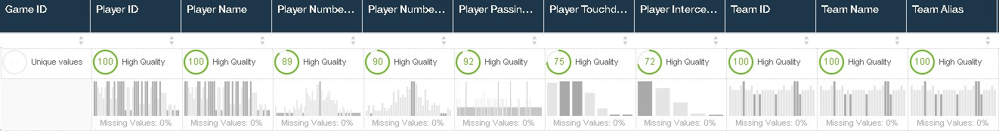 Game ID Player ID Player Name Player Numbe... Player Numbe... Player Passin... Player Touchd... Player Interce... Team ID Team Name Team Alias
-- Unique values 100 High Quality 100 High Quality 89 High Quality 90 High Quality 92 High Quality 75 High Quality 72 High Quality 100 High Quality 100 High Quality 100 High Quality
Missing Values: 0% Missing Values: 0% Missing Values: 0% Missing Values: 0% Missing Values: 0% Missing Values: 0% Missing Values: 0% Missing Values: 0% Missing Values: 0% Missing Values: 0%